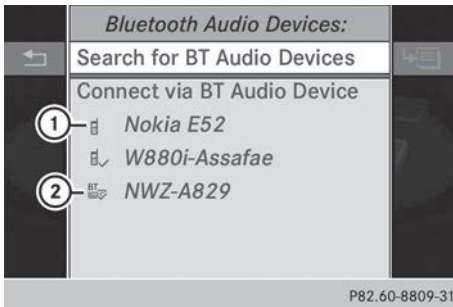 Bluetooth Audio Devices:
Search for BT Audio Devices
Connect via BT Audio Device
1 Nokia E52
W880i-Assafae
2 BT NWZ-A829
P82.60-8809-31